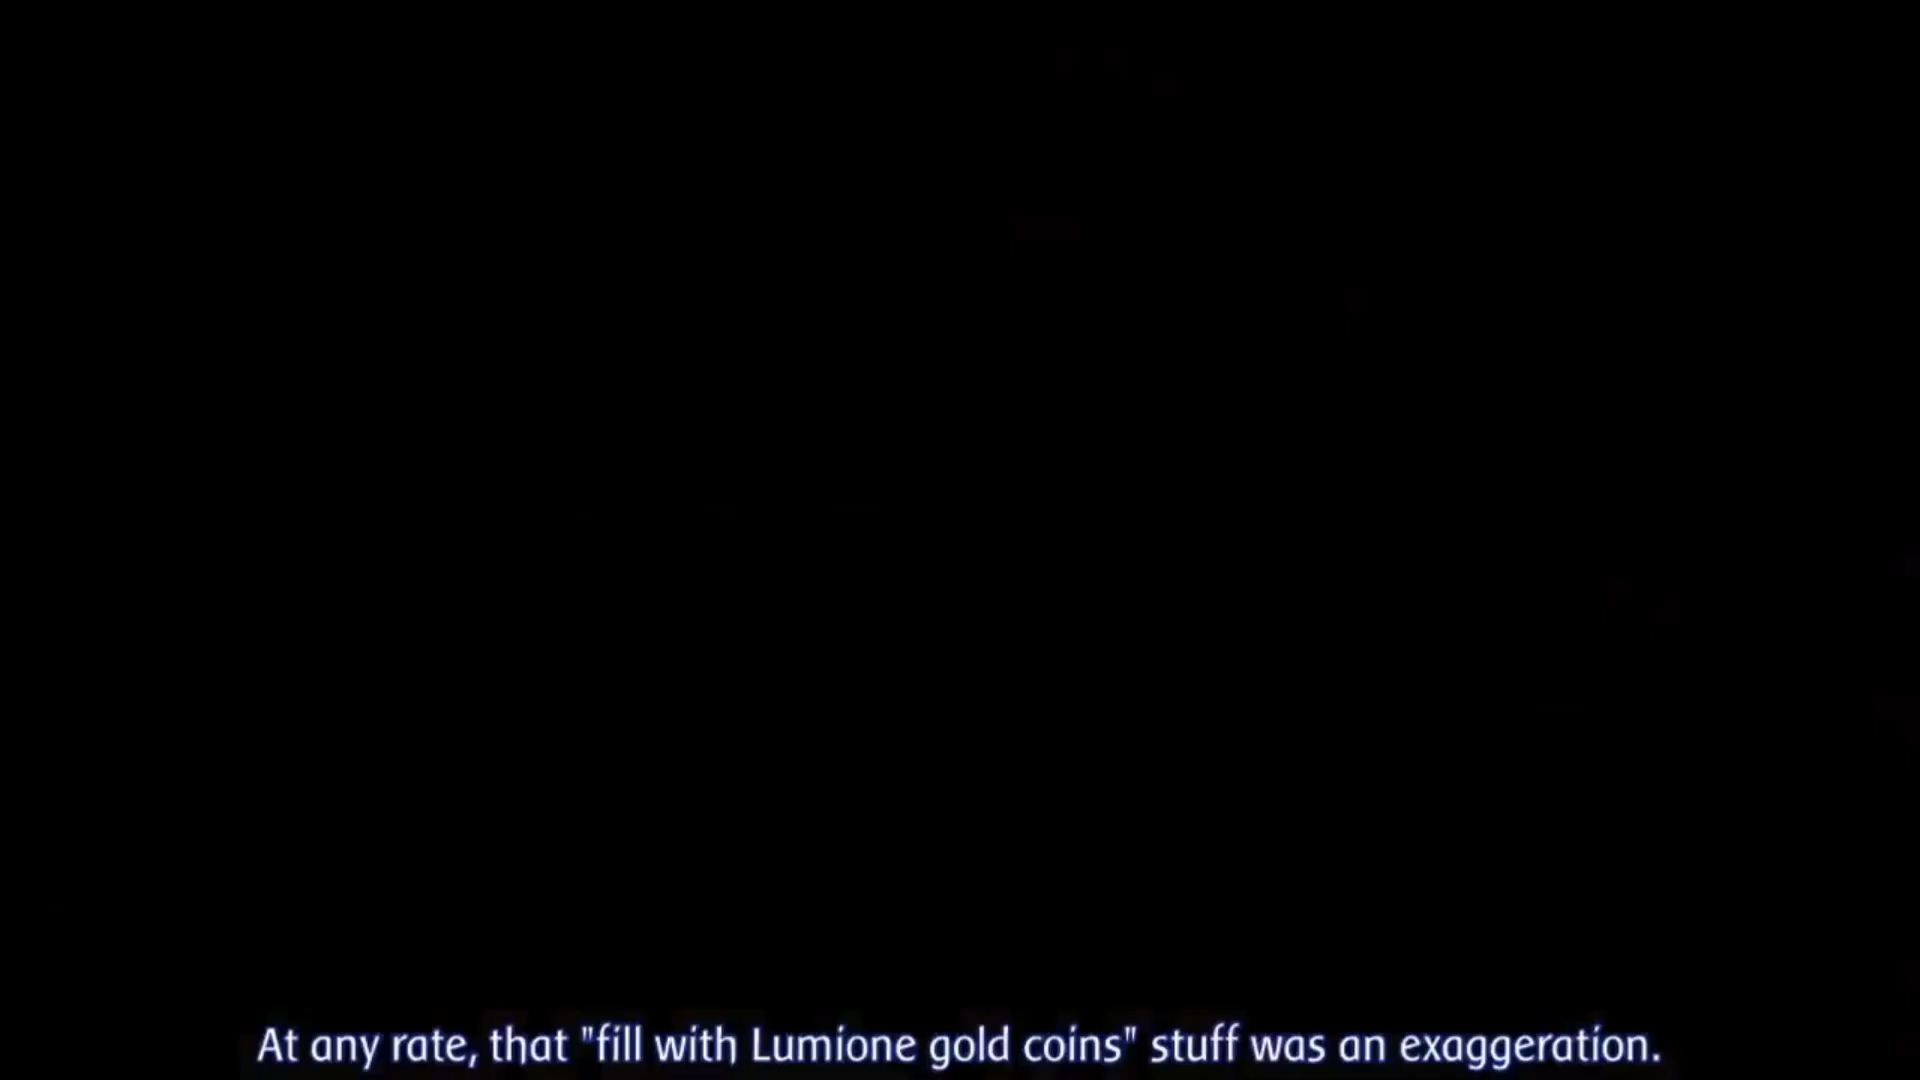 At any rate, that "fill with Lumione gold coins" stuff was an exaggeration.